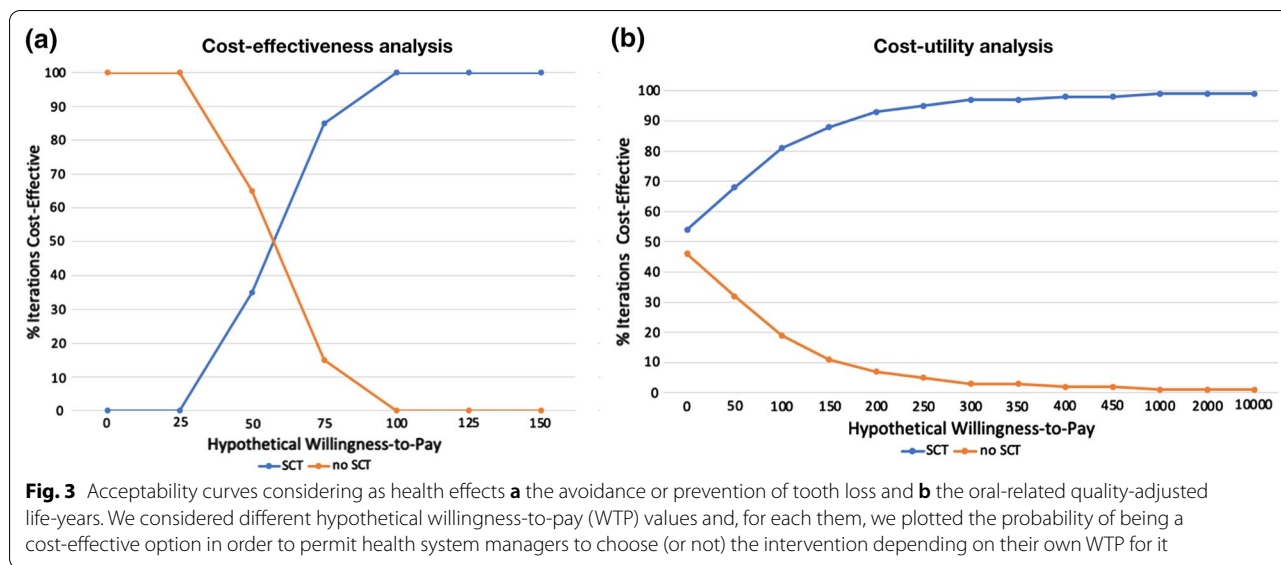 (a)
Cost-effectiveness analysis
% Iterations Cost-Effective
100
90
80
70
60
50
40
30
20
10
0
0 25 50 75 100 125 150
Hypothetical Willingness-to-Pay
SCT no SCT
(b)
Cost-utility analysis
% Iterations Cost-Effective
100
90
80
70
60
50
40
30
20
10
0
0 50 100 150 200 250 300 350 400 450 1000 2000 10000
Hypothetical Willingness-to-Pay
SCT no SCT
Fig. 3 Acceptability curves considering as health effects a the avoidance or prevention of tooth loss and b the oral-related quality-adjusted
life-years. We considered different hypothetical willingness-to-pay (WTP) values and, for each them, we plotted the probability of being a
cost-effective option in order to permit health system managers to choose (or not) the intervention depending on their own WTP for it